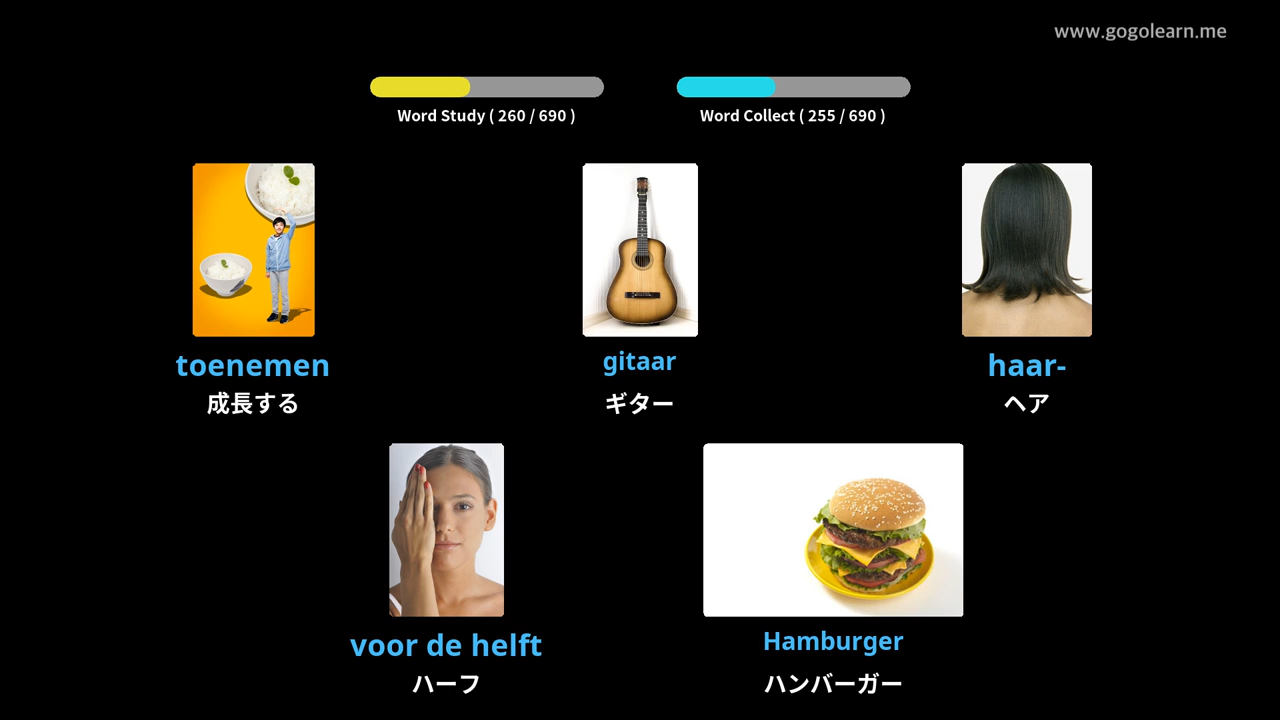 www.gogolearn.me
Word Study ( 260 / 690 )
Word Collect ( 255 / 690 )
toenemen
成長する
gitaar
ギター
haar-
ヘア
voor de helft
ハーフ
Hamburger
ハンバーガー